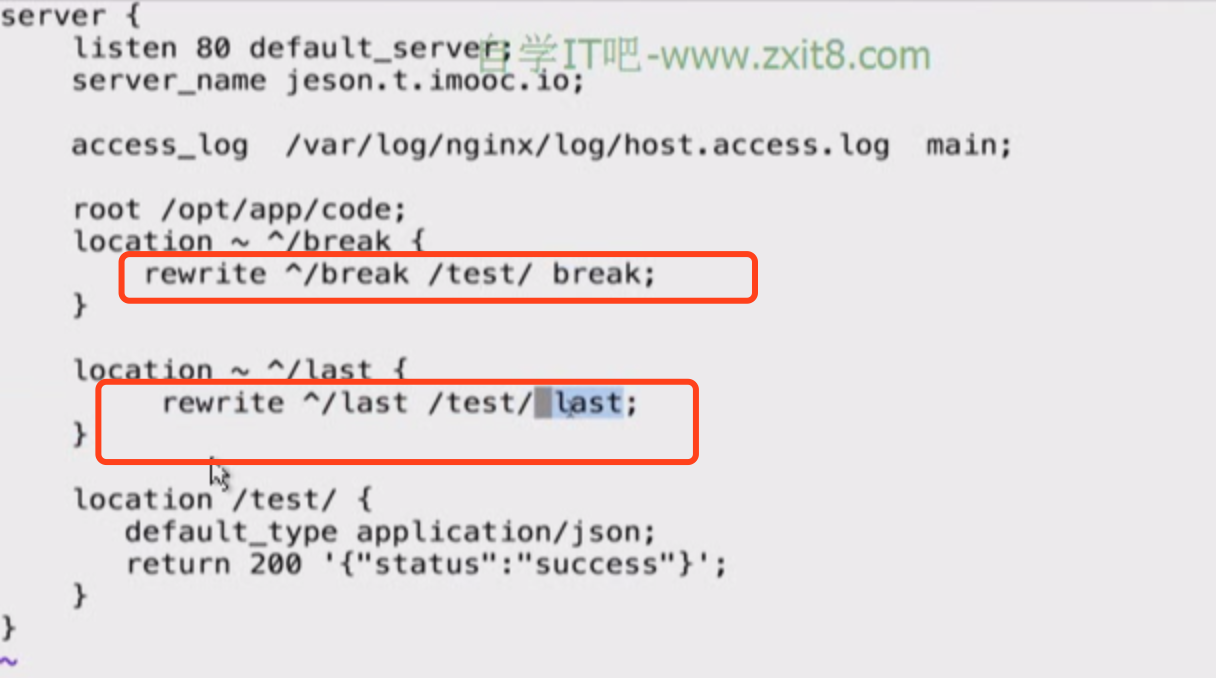 server {
    listen 80 default_server;
自学IT吧-www.zxit8.com
    server_name jeson.t.imooc.io;

    access_log  /var/log/nginx/log/host.access.log  main;

    root /opt/app/code;
    location ~ ^/break {
        rewrite ^/break /test/ break;
    }

    location ~ ^/last {
         rewrite ^/last /test/ last;
    }

    location /test/ {
       default_type application/json;
       return 200 '{"status":"success"}';
    }
}
~